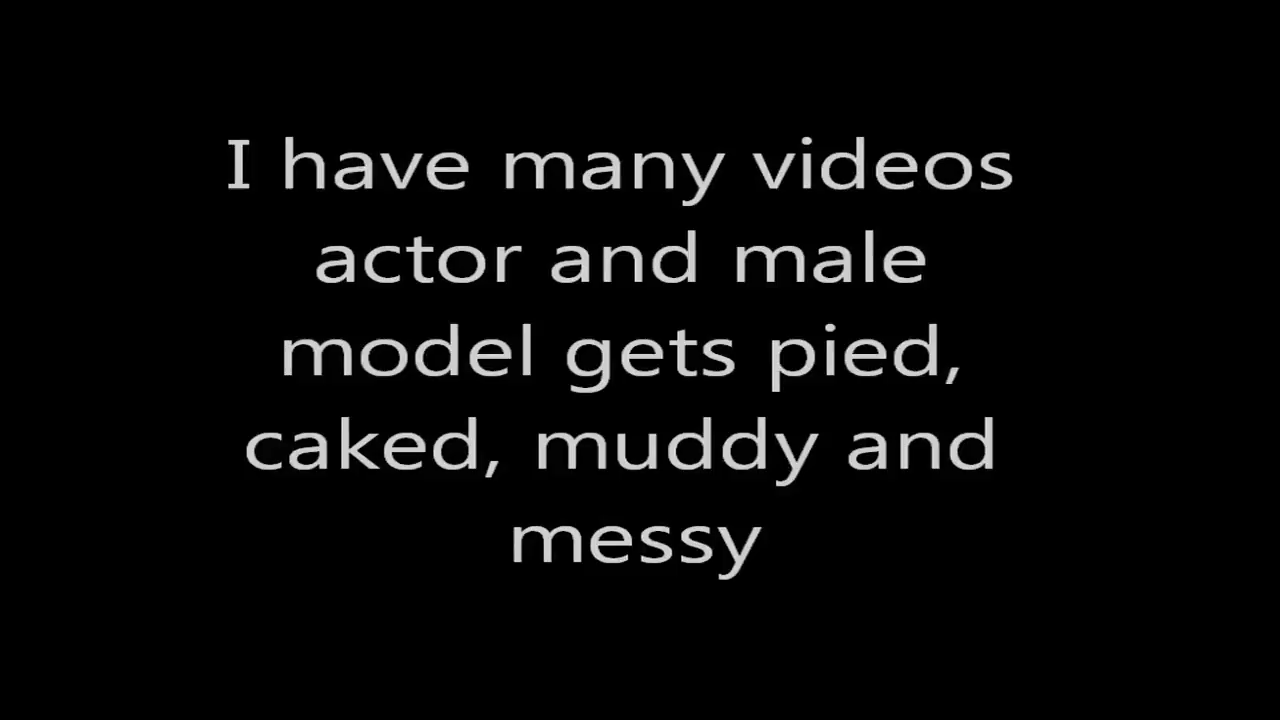 I have many videos
actor and male
model gets pied,
caked, muddy and
messy